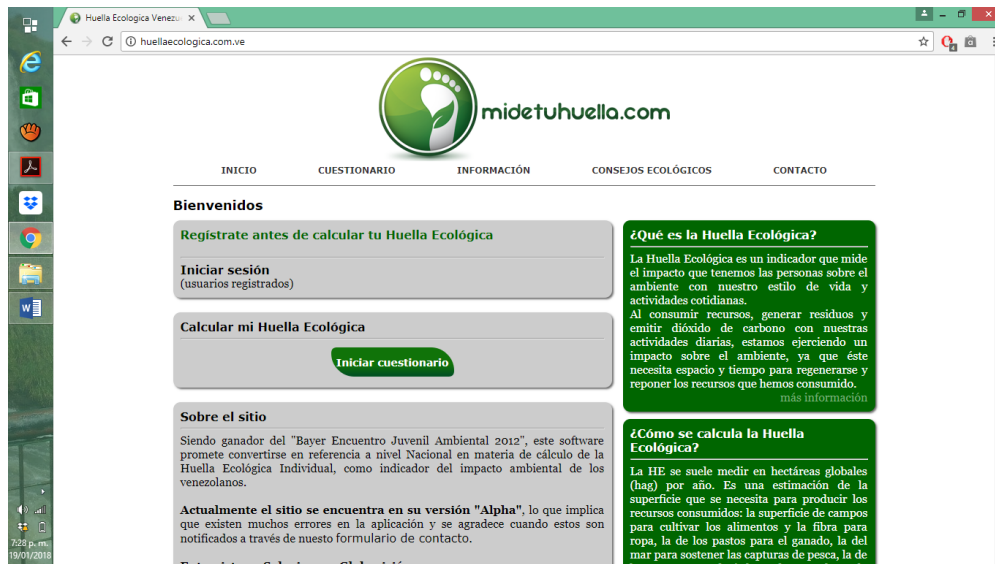 Huella Ecologica Venezu
huellaecologica.com.ve
midetuhuella.com
INICIO CUESTIONARIO INFORMACIÓN CONSEJOS ECOLÓGICOS CONTACTO
Bienvenidos
Regístrate antes de calcular tu Huella Ecológica
Iniciar sesión
(usuarios registrados)
Calcular mi Huella Ecológica
Iniciar cuestionario
Sobre el sitio
Siendo ganador del "Bayer Encuentro Juvenil Ambiental 2012", este software
promete convertirse en referencia a nivel Nacional en materia de cálculo de la
Huella Ecológica Individual, como indicador del impacto ambiental de los
venezolanos.
Actualmente el sitio se encuentra en su versión "Alpha", lo que implica
que existen muchos errores en la aplicación y se agradece cuando estos son
notificados a través de nuesto formulario de contacto.
¿Qué es la Huella Ecológica?
La Huella Ecológica es un indicador que mide
el impacto que tenemos las personas sobre el
ambiente con nuestro estilo de vida y
actividades cotidianas.
Al consumir recursos, generar residuos y
emitir dióxido de carbono con nuestras
actividades diarias, estamos ejerciendo un
impacto sobre el ambiente, ya que éste
necesita espacio y tiempo para regenerarse y
reponer los recursos que hemos consumido.
más información
¿Cómo se calcula la Huella
Ecológica?
La HE se suele medir en hectáreas globales
(hag) por año. Es una estimación de la
superficie que se necesita para producir los
recursos consumidos: la superficie de campos
para cultivar los alimentos y la fibra para
ropa, la de los pastos para el ganado, la del
mar para sostener las capturas de pesca, la de
7:28 p. m.
19/01/2018